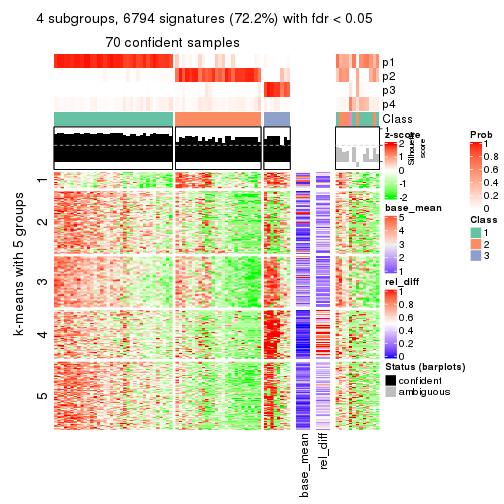 4 subgroups, 6794 signatures (72.2%) with fdr < 0.05
70 confident samples
p1
p2
p3
p4
Class
1
Silhouette
score
k-means with 5 groups
1
2
3
4
5
base_mean
rel_diff
z-score
2
1
0
-1
-2
base_mean
5
4
3
2
1
rel_diff
1
0.8
0.6
0.4
0.2
0
Status (barplots)
confident
ambiguous
Prob
1
0.8
0.6
0.4
0.2
0
Class
1
2
3